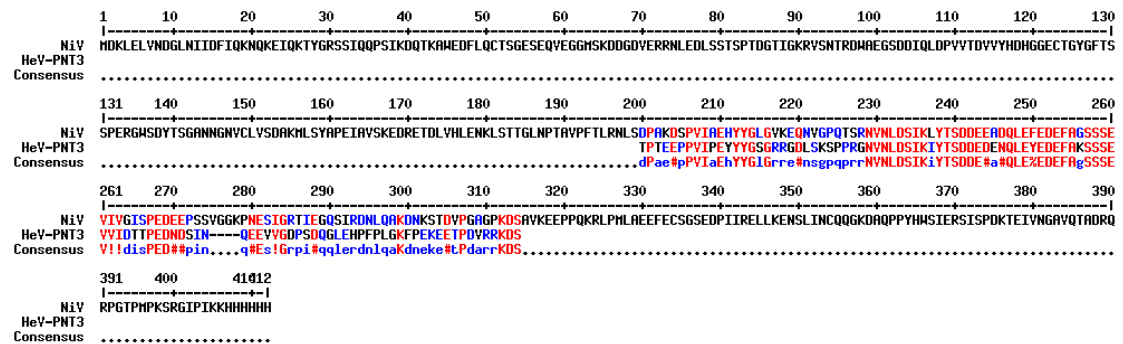 1 10 20 30 40 50 60 70 80 90 100 110 120 130
|--------+---------+---------+---------+---------+---------+---------+---------+---------+---------+---------+---------+---------|
NiV MDKLELVNDGLNIIDFIQKNQKEIQKTYGRSSIQQPSIKDQTKAWEDFLQCTSGESEQVEGGMSKDDGDVERRNLEDLSSTSPTDGTIGKRVSNTRDWAEGSDDIQLDPVVTDVVYHDHGGECTGYGFTS
HeV-PNT3
Consensus ..................................................................................................................................
131 140 150 160 170 180 190 200 210 220 230 240 250 260
|--------+---------+---------+---------+---------+---------+---------+---------+---------+---------+---------+---------+---------|
NiV SPERGWSDYTSGANNGNVCLVSDAKMLSYAPEIAVSKEDRETDLVHLENKLSTTGLNPTAVPFTLRNLSDPAKDSPVIAEHYYGLGVKEQNVGPQTSRNVNLDSIKLYTSDDEEADQLEFEDEFAGSSSE
HeV-PNT3 TPTEEPPVIPEYYYGSGRRGDLSKSPPRGNVNLDSIKIYTSDDEDENQLEYEDEFAKSSSE
Consensus .....................................................................dPae#pPVIaEhYYGlGrre#nsgpqprrNVNLDSIKiYTSDDE#a#QLE%EDEFAgSSSE
261 270 280 290 300 310 320 330 340 350 360 370 380 390
|--------+---------+---------+---------+---------+---------+---------+---------+---------+---------+---------+---------+---------|
NiV VIVGISPEDEEPSSVGGKPNESIGRTIEGQSIRDNLQAKDNKSTDVPGAGPKDSAVKEEPPQKRLPMLAEEFECSGSEDPIIRELLKENSLINCQQGKDAQPPYHWSIERSISPDKTEIVNGAVQTADRQ
HeV-PNT3 VVIDTTPEDNDSIN----QEEVVGDPSDQGLEHPFPLGKFPEKEETPDVRRKDS
Consensus V!!disPED##pin....q#Es!Grpi#qqlerdnlqaKdneke#tPdarrKDS............................................................................
391 400 410412
|--------+---------+-|
NiV RPGTPMPKSRGIPIKKHHHHHH
HeV-PNT3
Consensus ......................